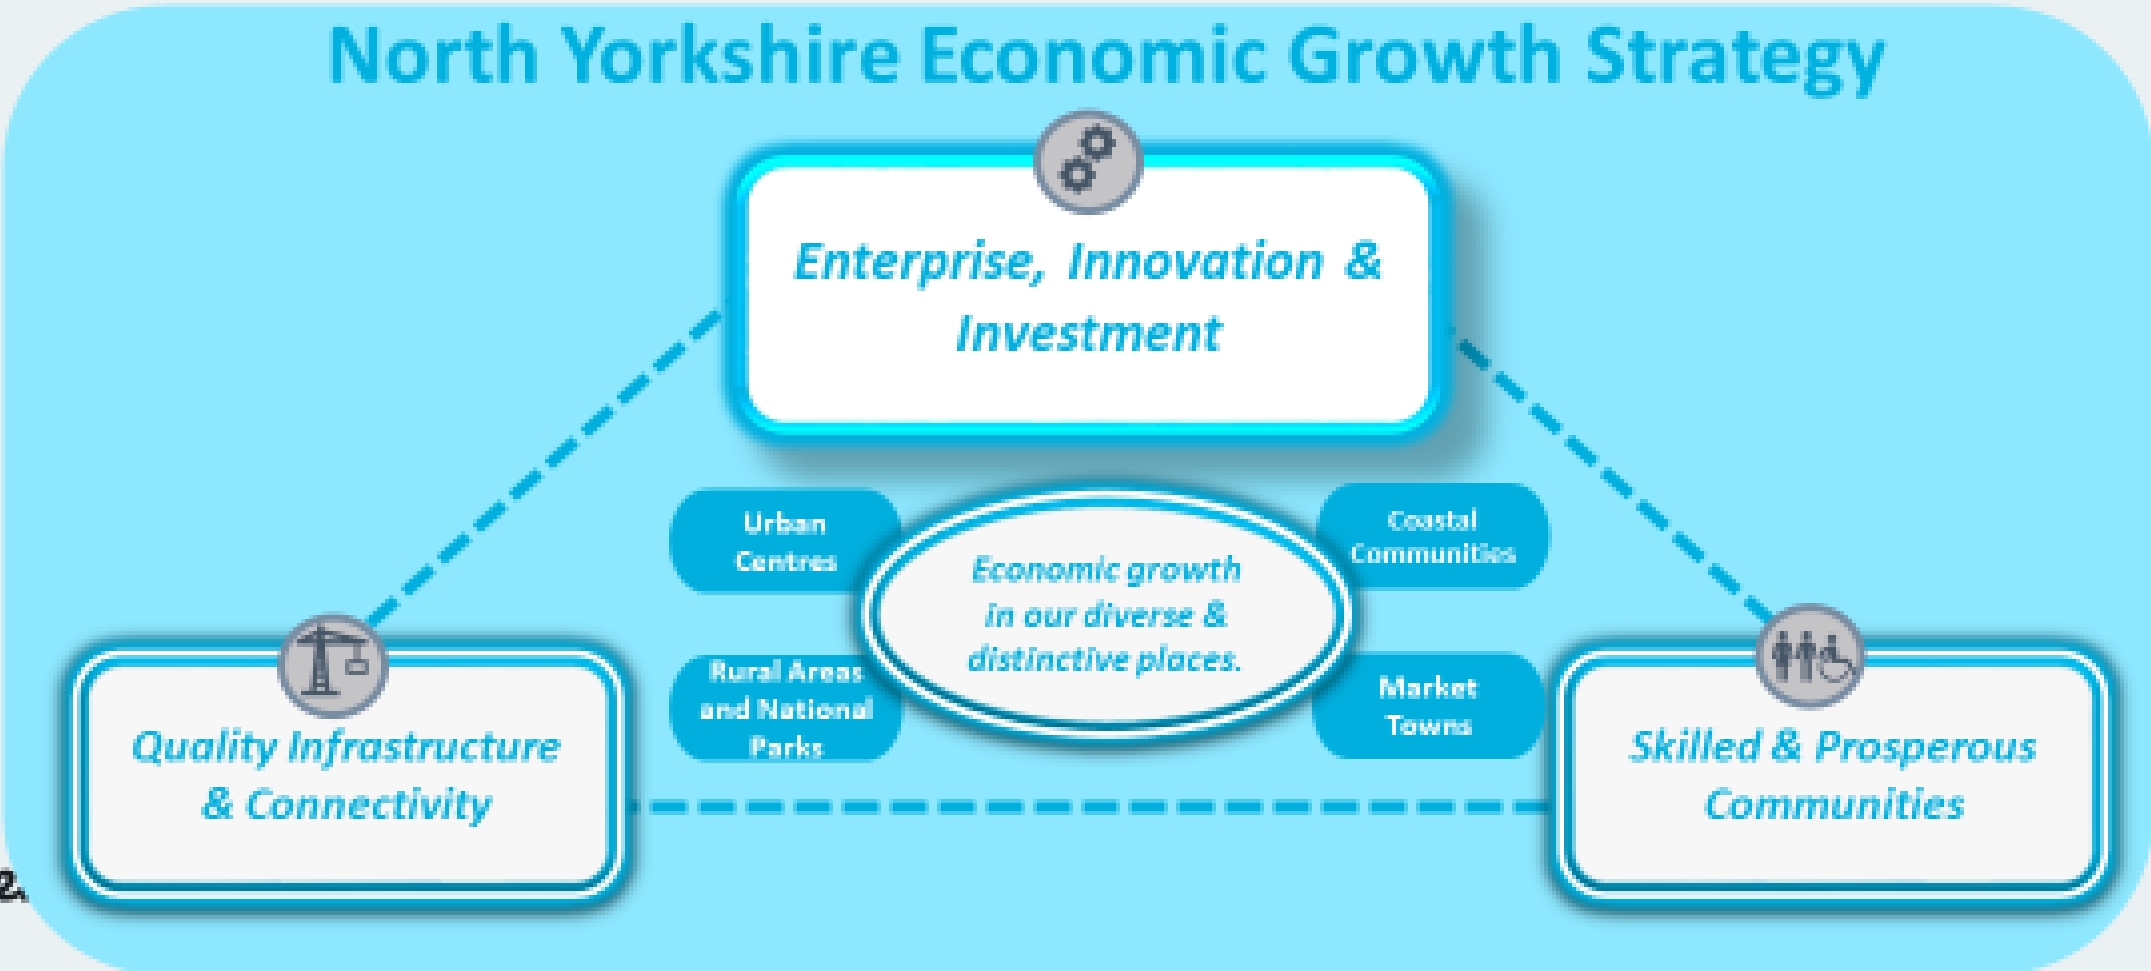 North Yorkshire Economic Growth Strategy
Enterprise, Innovation &
Investment
Urban
Centres
Coastal
Communities
Economic growth
in our diverse &
distinctive places.
Rural Areas
and National
Parks
Market
Towns
Quality Infrastructure
& Connectivity
Skilled & Prosperous
Communities